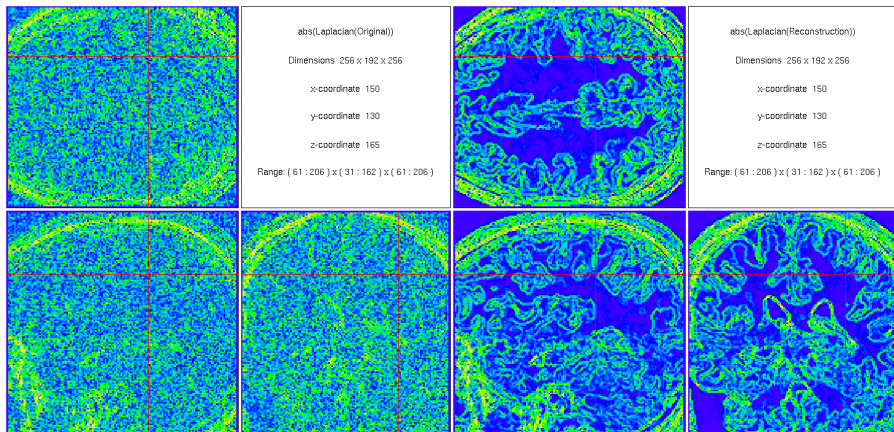 abs(Laplacian(Original))
Dimensions 256 x 192 x 256
x-coordinate 150
y-coordinate 130
z-coordinate 165
Range: ( 61 : 206 ) x ( 31 : 162 ) x ( 61 : 206 )
abs(Laplacian(Reconstruction))
Dimensions 256 x 192 x 256
x-coordinate 150
y-coordinate 130
z-coordinate 165
Range: ( 61 : 206 ) x ( 31 : 162 ) x ( 61 : 206 )